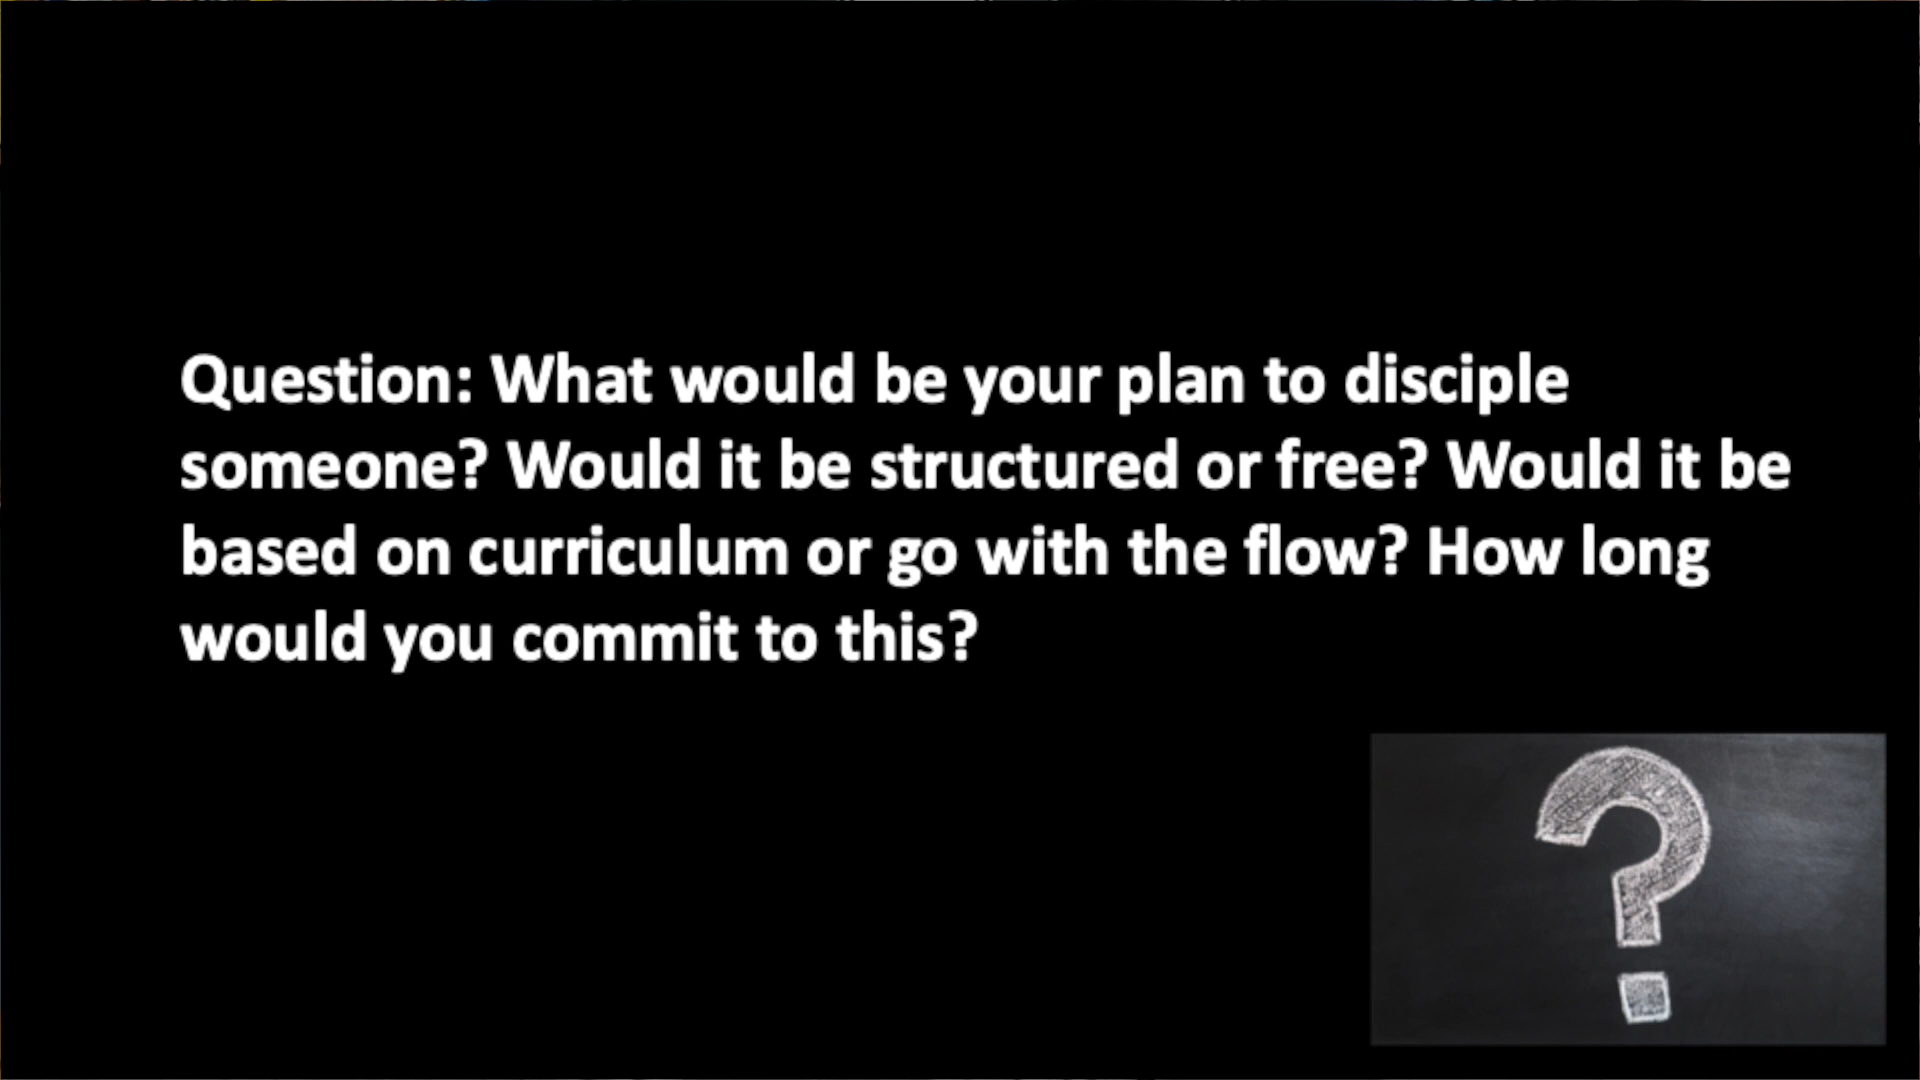 Question: What would be your plan to disciple
someone? Would it be structured or free? Would it be
based on curriculum or go with the flow? How long
would you commit to this?
?